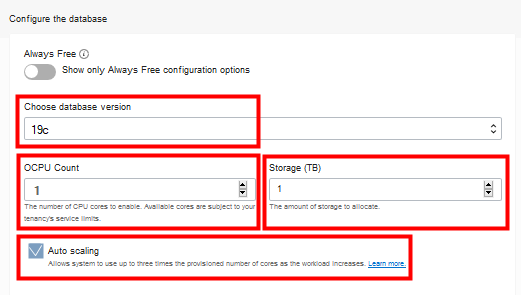 Configure the database
Always Free
Show only Always Free configuration options
Choose database version
19c
OCPU Count
Storage (TB)
1
1
The number of CPU cores to enable. Available cores are subject to your
tenancy's service limits.
The amount of storage to allocate.
Auto scaling
Allows system to use up to three times the provisioned number of cores as the workload increases. Learn more.